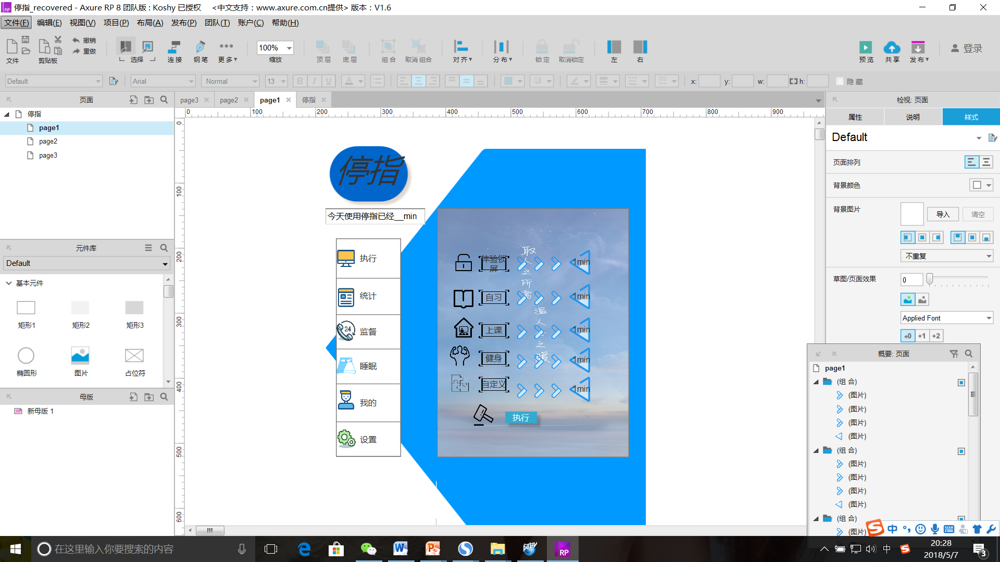 停指_recovered - Axure RP 8 团队版 : Koshy 已授权 <中文支持：www.axure.com.cn提供> 版本：V1.6
文件(F) 编辑(E) 视图(V) 项目(P) 布局(A) 发布(P) 团队(T) 账户(C) 帮助(H)
撤销
重做
100%
文件 剪贴板 选择 连接 钢笔 更多 缩放 顶层 底层 组合 取消组合 对齐 分布 锁定 取消锁定 左 右 预览 共享 发布 登录
Default Arial Normal 13 B I U A x: y: w: h: 隐藏
页面
停指
page1
page2
page3
元件库
Default
基本元件
矩形1 矩形2 矩形3
椭圆形 图片 占位符
母版
新母版 1
page3 page2 page1 停指
0 100 200 300 400 500 600 700 800 900
0
100
200
300
400
500
600
停指
今天使用停指已经__min
执行
统计
24
监督
睡眠
我的
设置
取
人
之
所
需
温
人
之
暖
体验锁屏 1min
自习 1min
上课 1min
健身 1min
自定义 1min
执行
检视: 页面
属性 说明 样式
Default
页面排列
背景颜色
背景图片 导入 清空
不重复
草图/页面效果 0
Applied Font
+0 +1 +2
概要: 页面
page1
(组合)
(图片)
(图片)
(图片)
(图片)
(组合)
(图片)
(图片)
(图片)
(图片)
(组合)
(图片)
中
在这里输入你要搜索的内容
RP
中
20:28
2018/5/7
3